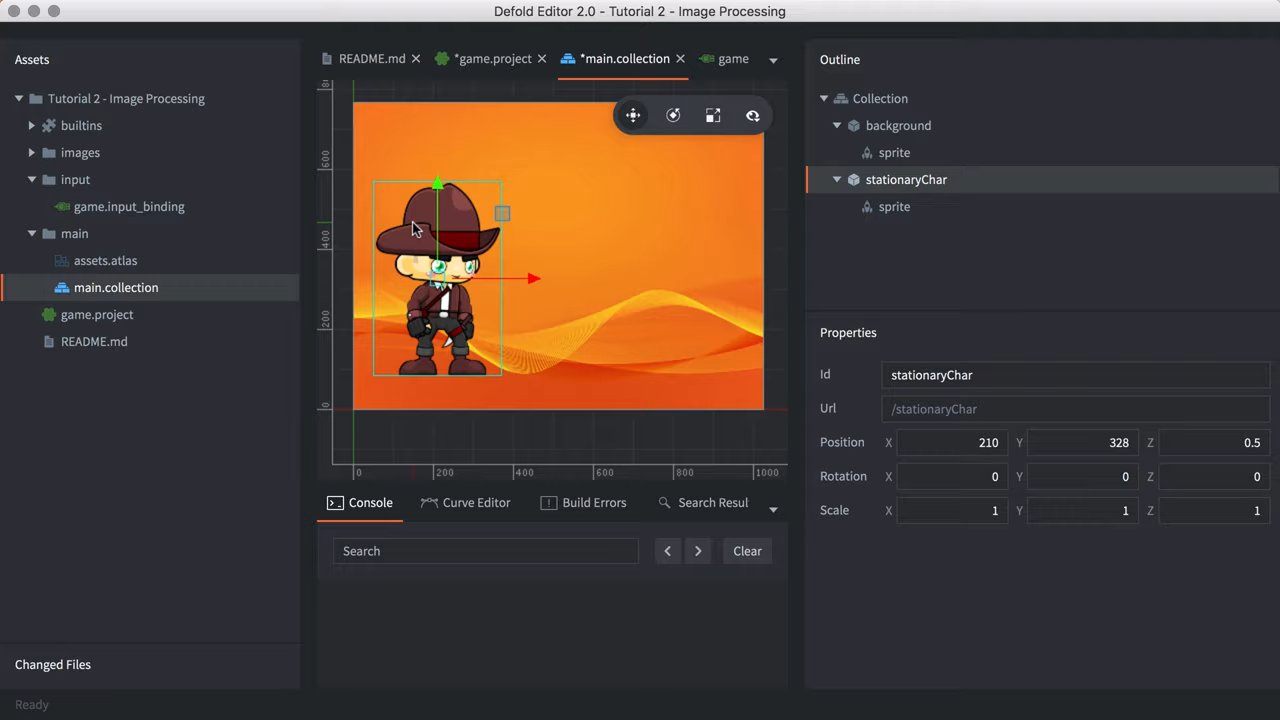 Defold Editor 2.0 - Tutorial 2 - Image Processing
Assets
Tutorial 2 - Image Processing
builtins
images
input
game.input_binding
main
assets.atlas
main.collection
game.project
README.md
Changed Files
Ready
README.md *game.project *main.collection game
600
400
200
0
0 200 400 600 800 1000
Console Curve Editor Build Errors Search Resul
Search Clear
Outline
Collection
background
sprite
stationaryChar
sprite
Properties
Id stationaryChar
Url /stationaryChar
Position X 210 Y 328 Z 0.5
Rotation X 0 Y 0 Z 0
Scale X 1 Y 1 Z 1